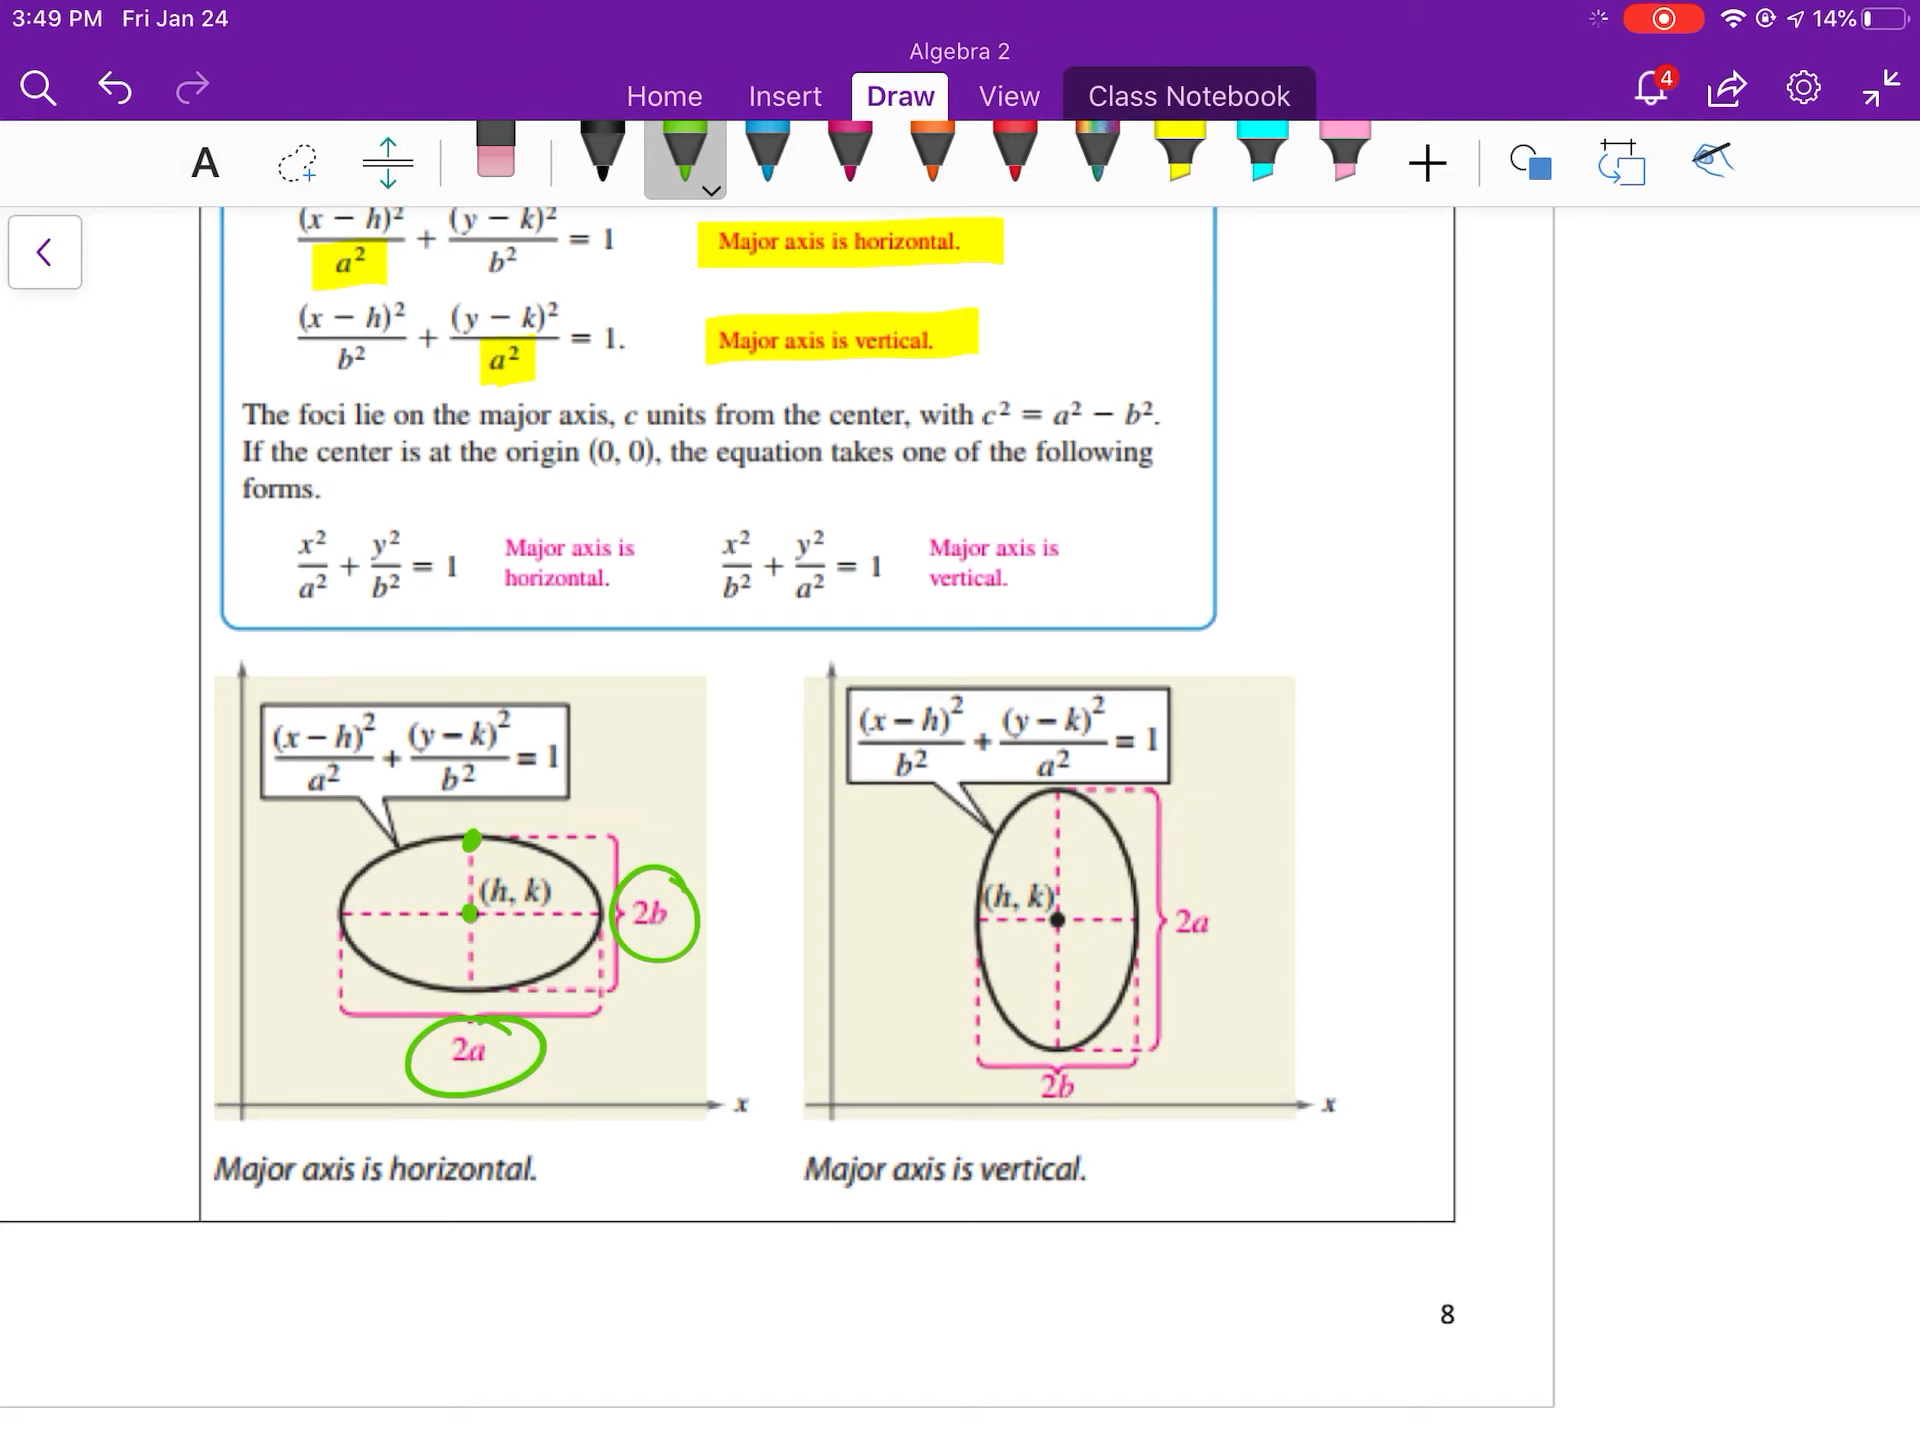 3:49 PM Fri Jan 24
14%
Algebra 2
Home Insert Draw View Class Notebook
4
A
(x − h)²/a² + (y − k)²/b² = 1 Major axis is horizontal.
(x − h)²/b² + (y − k)²/a² = 1. Major axis is vertical.
The foci lie on the major axis, c units from the center, with c² = a² − b².
If the center is at the origin (0, 0), the equation takes one of the following
forms.
x²/a² + y²/b² = 1 Major axis is
horizontal.
x²/b² + y²/a² = 1 Major axis is
vertical.
(x − h)²/a² + (y − k)²/b² = 1
(h, k)
2b
2a
x
Major axis is horizontal.
(x − h)²/b² + (y − k)²/a² = 1
(h, k)
2a
2b
x
Major axis is vertical.
8